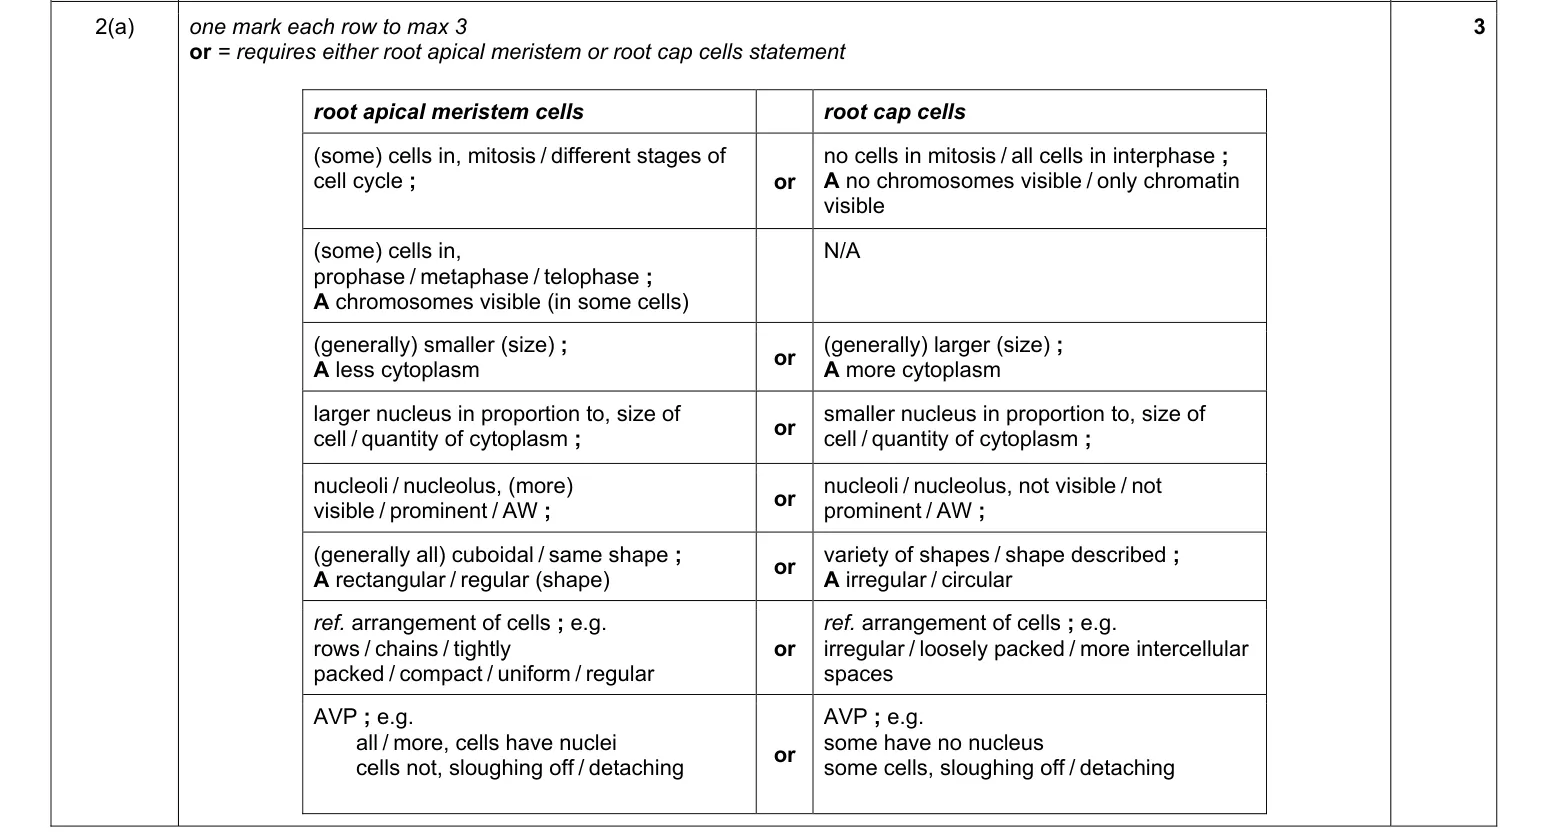 2(a)
one mark each row to max 3
3
or = requires either root apical meristem or root cap cells statement
root apical meristem cells
root cap cells
(some) cells in, mitosis / different stages of
cell cycle ;
or
no cells in mitosis / all cells in interphase ;
A no chromosomes visible / only chromatin
visible
(some) cells in,
prophase / metaphase / telophase ;
A chromosomes visible (in some cells)
N/A
(generally) smaller (size) ;
A less cytoplasm
or
(generally) larger (size) ;
A more cytoplasm
larger nucleus in proportion to, size of
cell / quantity of cytoplasm ;
or
smaller nucleus in proportion to, size of
cell / quantity of cytoplasm ;
nucleoli / nucleolus, (more)
visible / prominent / AW ;
or
nucleoli / nucleolus, not visible / not
prominent / AW ;
(generally all) cuboidal / same shape ;
A rectangular / regular (shape)
or
variety of shapes / shape described ;
A irregular / circular
ref. arrangement of cells ; e.g.
rows / chains / tightly
packed / compact / uniform / regular
or
ref. arrangement of cells ; e.g.
irregular / loosely packed / more intercellular
spaces
AVP ; e.g.
all / more, cells have nuclei
cells not, sloughing off / detaching
or
AVP ; e.g.
some have no nucleus
some cells, sloughing off / detaching